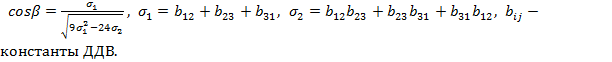 cosβ = σ₁ / √(9σ₁² − 24σ₂), σ₁ = b₁₂ + b₂₃ + b₃₁, σ₂ = b₁₂b₂₃ + b₂₃b₃₁ + b₃₁b₁₂, bᵢⱼ −
константы ДДВ.